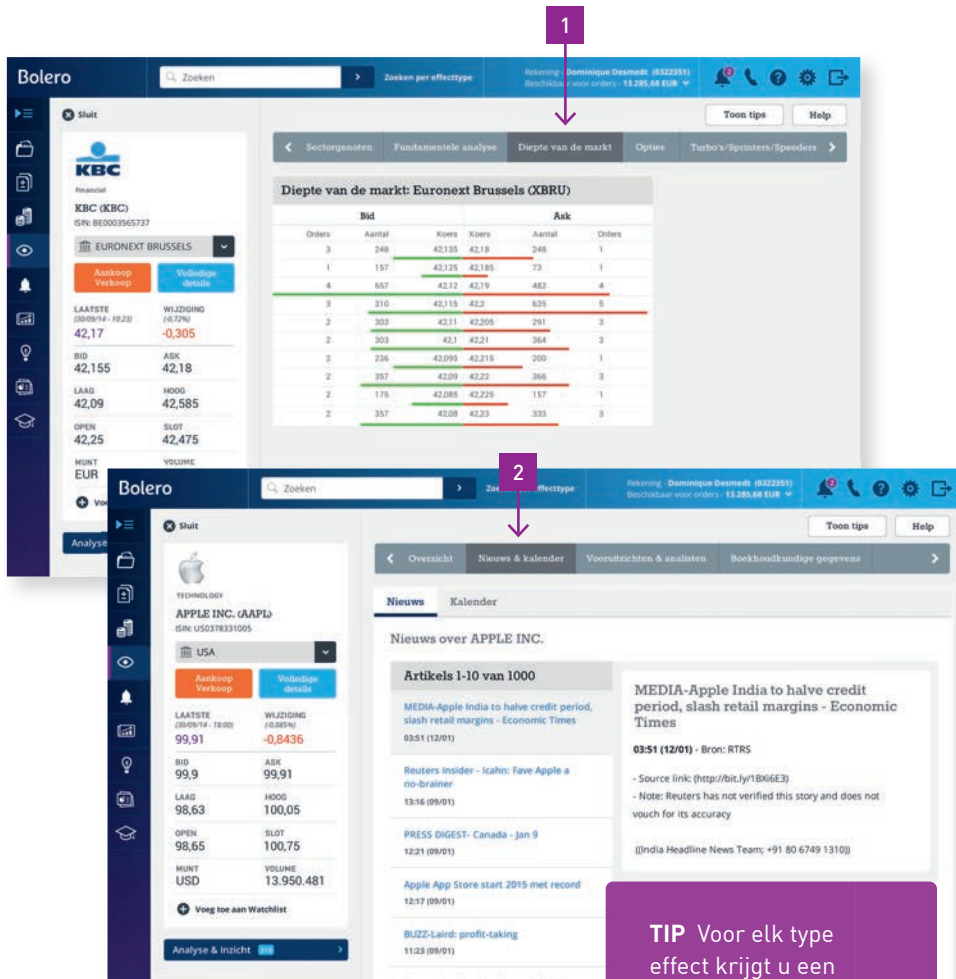 1
Bolero
Zoeken
Zoeken per effecttype
Rekening - Dominique Desmedt (0322351)
Beschikbaar voor orders - 13.285,68 EUR
Sluit
Toon tips
Help
KBC
Financial
KBC (KBC)
ISIN: BE0003565737
EURONEXT BRUSSELS
Aankoop Verkoop
Volledige details
LAATSTE WIJZIGING
(30/09/14 - 10:23) (-0,72%)
42,17 -0,305
BID ASK
42,155 42,18
LAAG HOOG
42,09 42,585
OPEN SLOT
42,25 42,475
MUNT VOLUME
EUR
Analyse
Sectorgenoten Fundamentele analyse Diepte van de markt Opties Turbo's/Sprinters/Speeders
Diepte van de markt: Euronext Brussels (XBRU)
Bid Ask
Orders Aantal Koers Koers Aantal Orders
3 248 42,135 42,18 248 1
1 157 42,125 42,185 73 1
4 657 42,12 42,19 482 4
3 310 42,115 42,2 635 5
2 303 42,11 42,205 291 3
2 303 42,1 42,21 364 3
2 236 42,095 42,215 200 1
2 357 42,09 42,22 366 3
2 175 42,085 42,225 157 1
2 357 42,08 42,23 333 3
2
Bolero
Zoeken
effecttype
Rekening - Dominique Desmedt (0322351)
Beschikbaar voor orders - 13.285,68 EUR
Sluit
Toon tips
Help
TECHNOLOGY
APPLE INC. (AAPL)
ISIN: US0378331005
USA
Aankoop Verkoop
Volledige details
LAATSTE WIJZIGING
(30/09/14 - 18:00) (-0,885%)
99,91 -0,8436
BID ASK
99,9 99,91
LAAG HOOG
98,63 100,05
OPEN SLOT
98,65 100,75
MUNT VOLUME
USD 13.950.481
Voeg toe aan Watchlist
Analyse & Inzicht
Overzicht Nieuws & kalender Vooruitzichten & analisten Boekhoudkundige gegevens
Nieuws Kalender
Nieuws over APPLE INC.
Artikels 1-10 van 1000
MEDIA-Apple India to halve credit period,
slash retail margins - Economic Times
03:51 (12/01)
Reuters Insider - Icahn: Fave Apple a
no-brainer
13:16 (09/01)
PRESS DIGEST- Canada - Jan 9
12:21 (09/01)
Apple App Store start 2015 met record
12:17 (09/01)
BUZZ-Laird: profit-taking
11:23 (09/01)
MEDIA-Apple India to halve credit
period, slash retail margins - Economic
Times
03:51 (12/01) - Bron: RTRS
- Source link: (http://bit.ly/1BXi6E3)
- Note: Reuters has not verified this story and does not
vouch for its accuracy
((India Headline News Team; +91 80 6749 1310))
TIP Voor elk type
effect krijgt u een